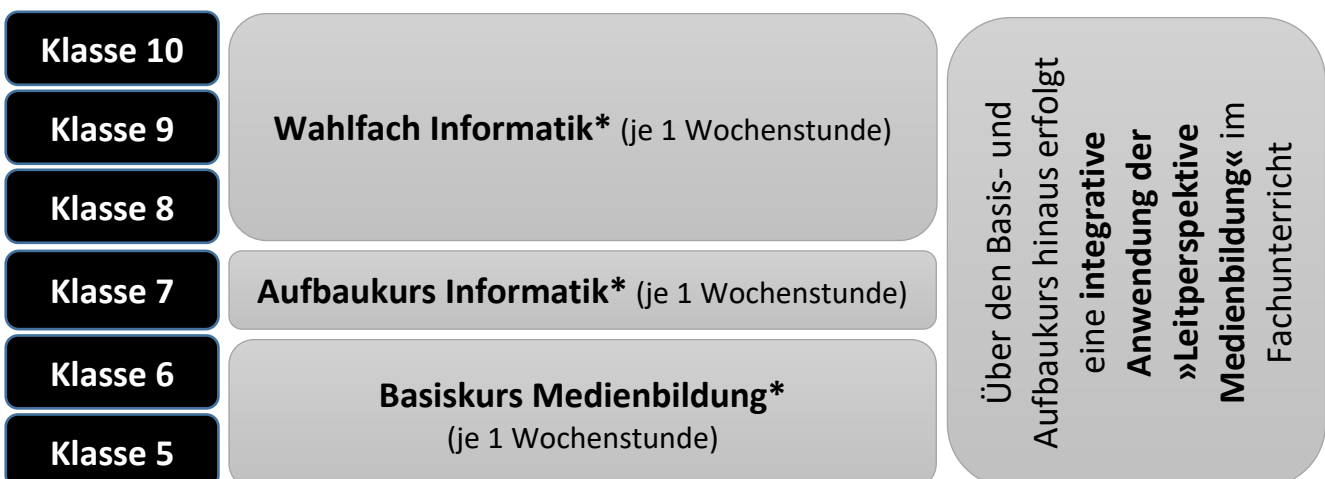 Klasse 10
Klasse 9
Klasse 8
Klasse 7
Klasse 6
Klasse 5
Wahlfach Informatik* (je 1 Wochenstunde)
Aufbaukurs Informatik* (je 1 Wochenstunde)
Basiskurs Medienbildung*
(je 1 Wochenstunde)
Über den Basis- und
Aufbaukurs hinaus erfolgt
eine integrative
Anwendung der
»Leitperspektive
Medienbildung« im
Fachunterricht